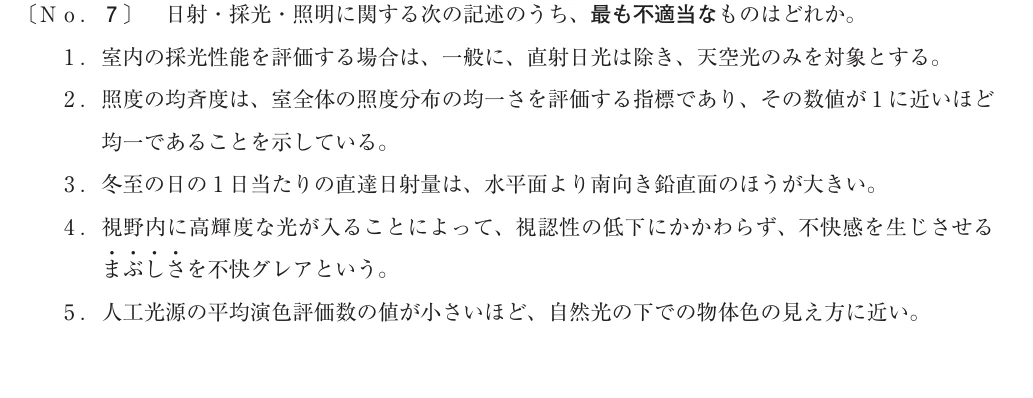 〔Ｎｏ．７〕　日射・採光・照明に関する次の記述のうち、最も不適当なものはどれか。
１．室内の採光性能を評価する場合は、一般に、直射日光は除き、天空光のみを対象とする。
２．照度の均斉度は、室全体の照度分布の均一さを評価する指標であり、その数値が１に近いほど
均一であることを示している。
３．冬至の日の１日当たりの直達日射量は、水平面より南向き鉛直面のほうが大きい。
４．視野内に高輝度な光が入ることによって、視認性の低下にかかわらず、不快感を生じさせる
まぶしさを不快グレアという。
５．人工光源の平均演色評価数の値が小さいほど、自然光の下での物体色の見え方に近い。